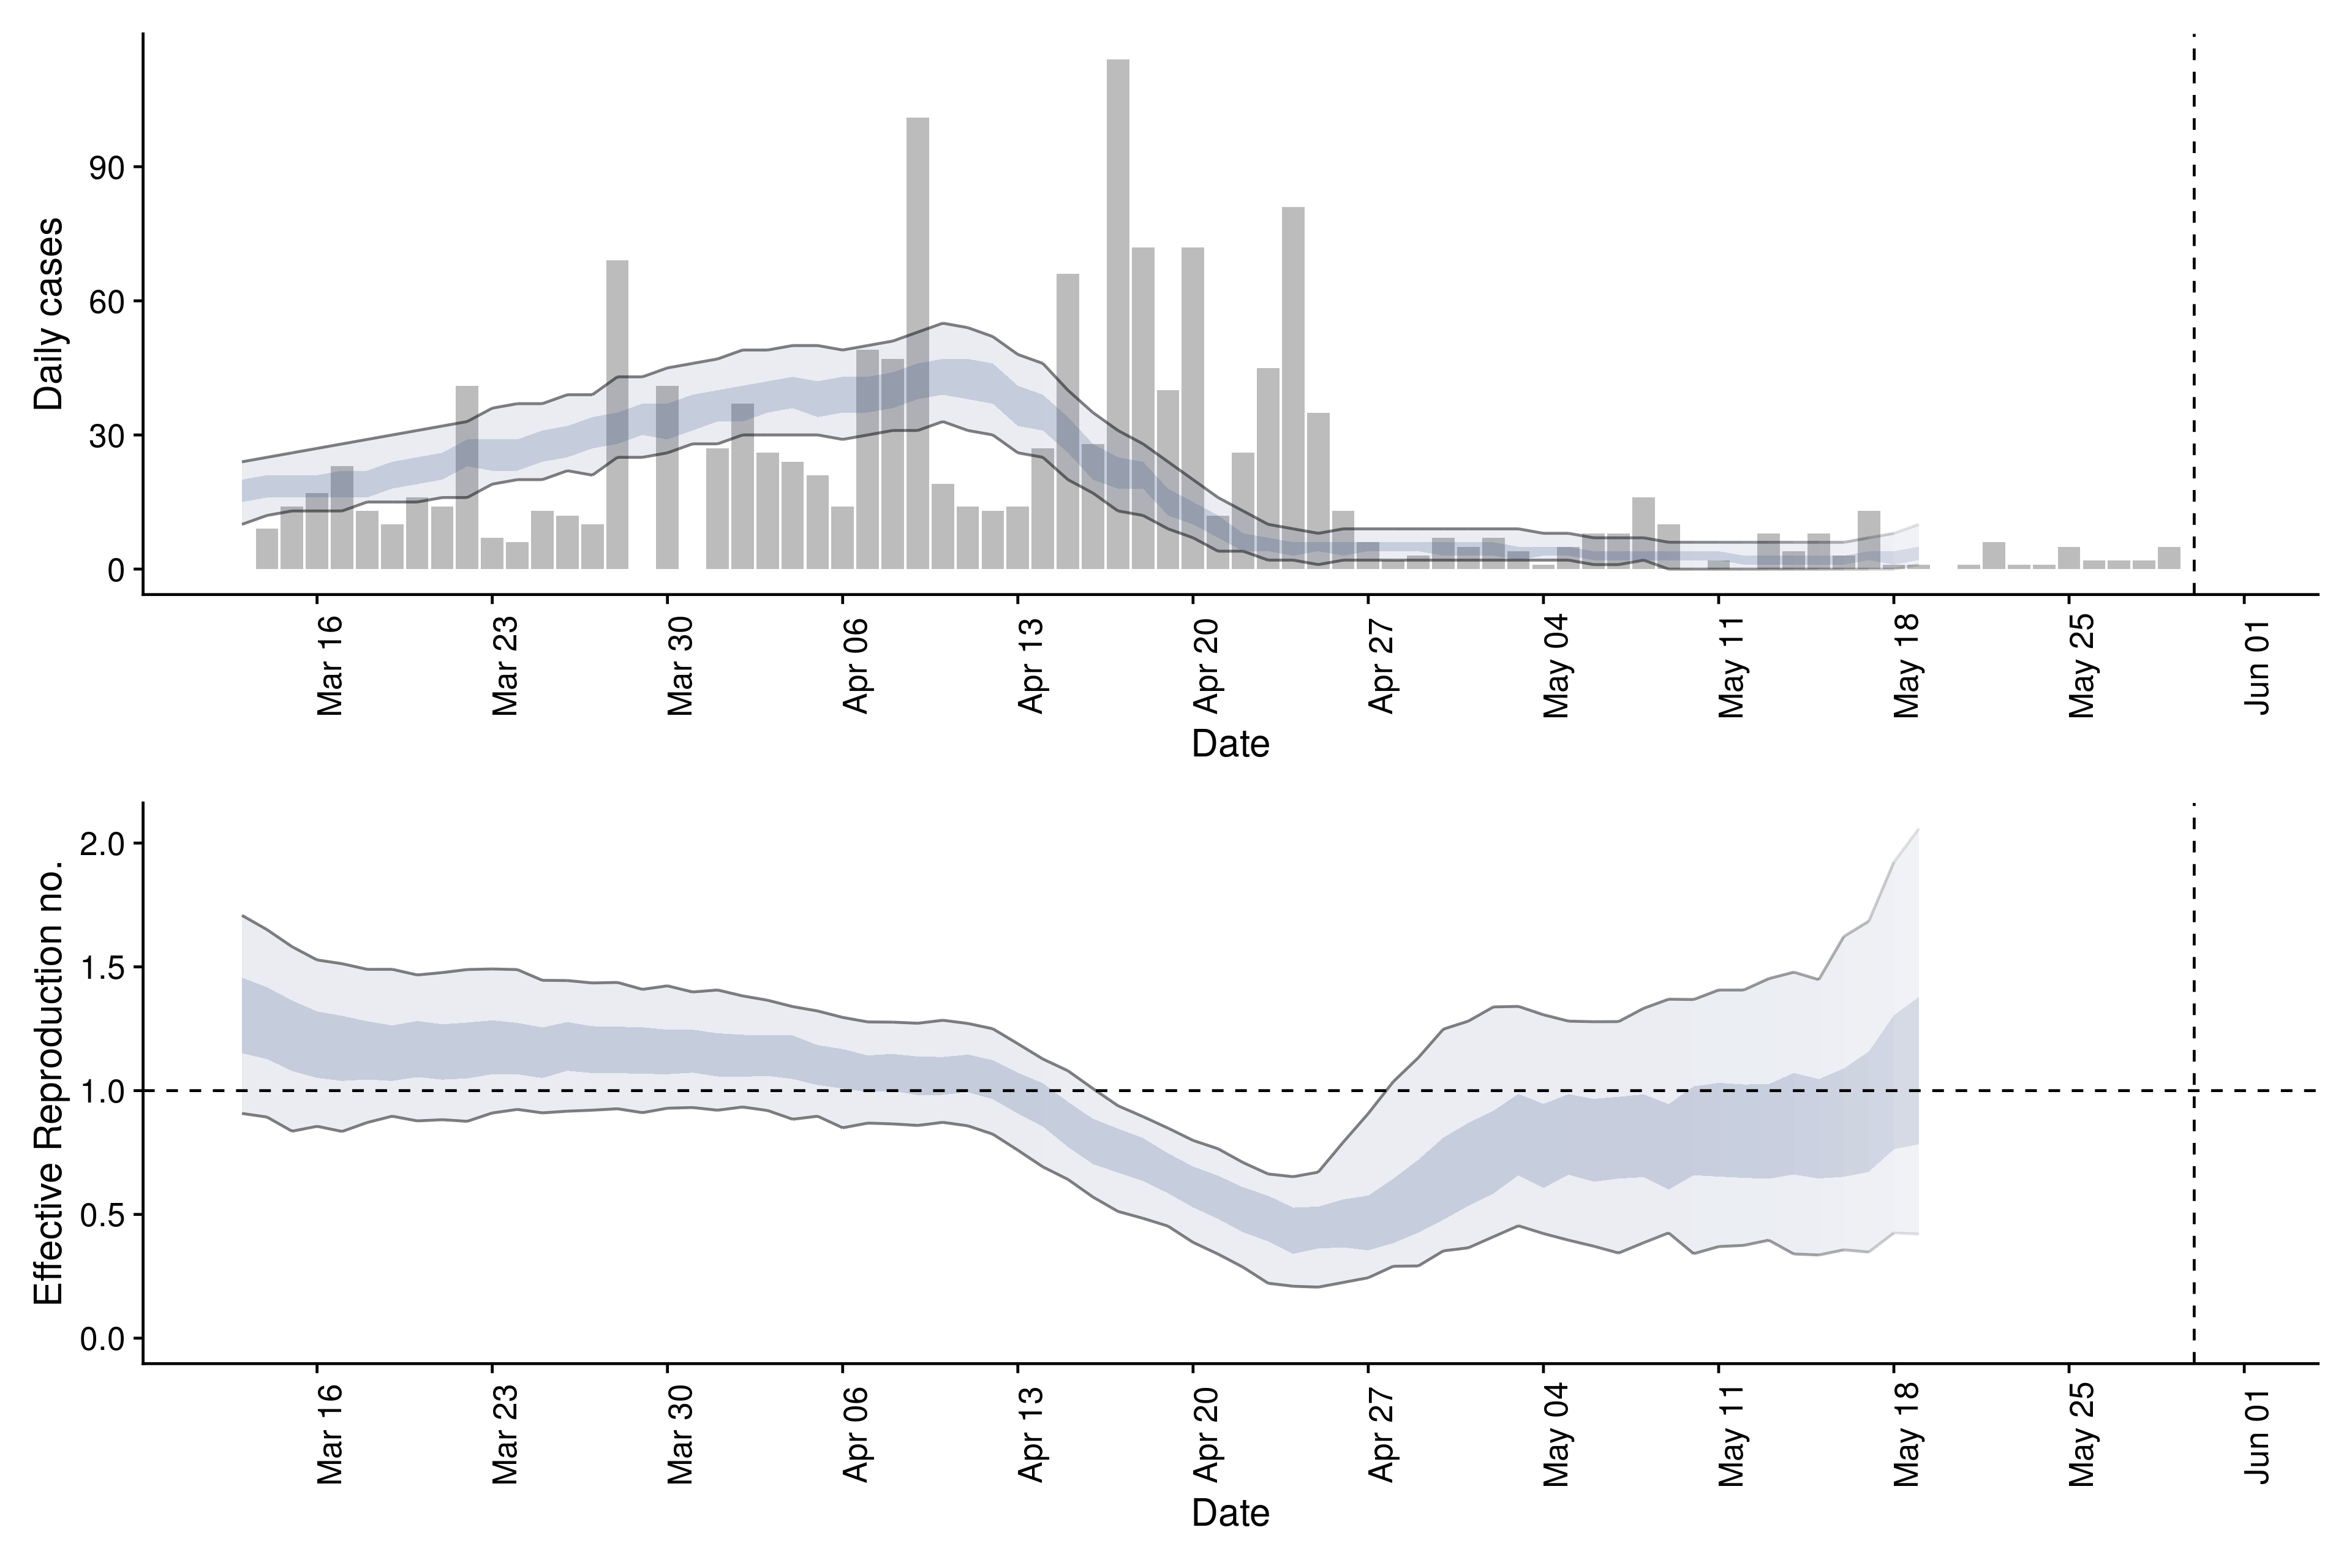 Daily cases
90
60
30
0
Mar 16
Mar 23
Mar 30
Apr 06
Apr 13
Apr 20
Apr 27
May 04
May 11
May 18
May 25
Jun 01
Date
Effective Reproduction no.
2.0
1.5
1.0
0.5
0.0
Mar 16
Mar 23
Mar 30
Apr 06
Apr 13
Apr 20
Apr 27
May 04
May 11
May 18
May 25
Jun 01
Date